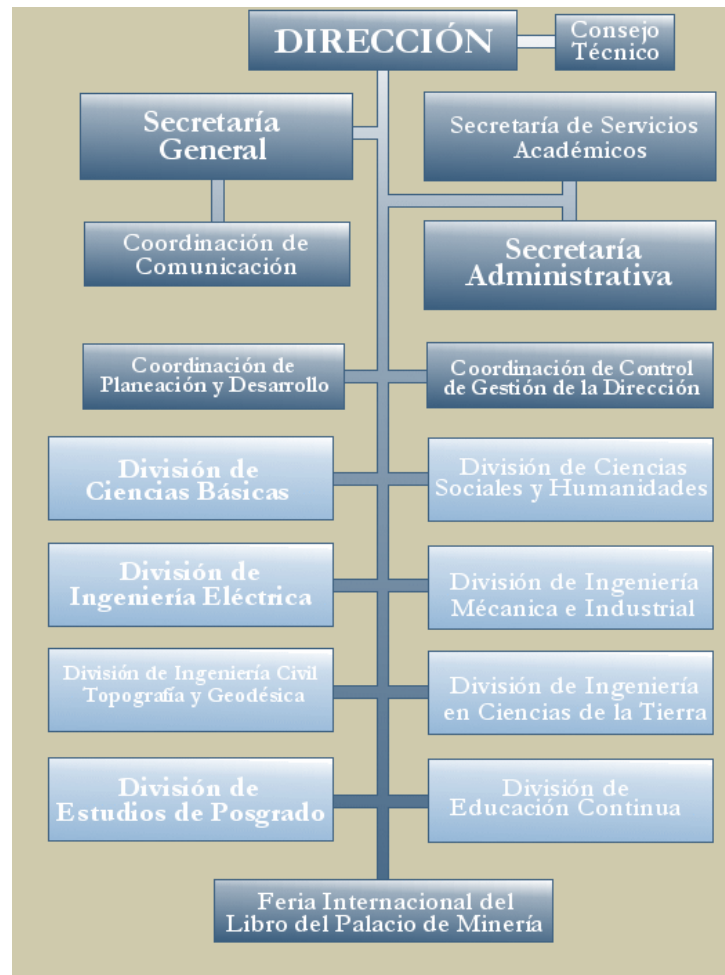 DIRECCIÓN
Consejo
Técnico
Secretaría
General
Secretaría de Servicios
Académicos
Coordinación de
Comunicación
Secretaría
Administrativa
Coordinación de
Planeación y Desarrollo
Coordinación de Control
de Gestión de la Dirección
División de
Ciencias Básicas
División de Ciencias
Sociales y Humanidades
División de
Ingeniería Eléctrica
División de Ingeniería
Mécanica e Industrial
División de Ingeniería Civil
Topografía y Geodésica
División de Ingeniería
en Ciencias de la Tierra
División de
Estudios de Posgrado
División de
Educación Continua
Feria Internacional del
Libro del Palacio de Minería